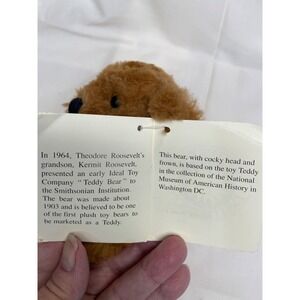 In 1964, Theodore Roosevelt's
grandson, Kermit Roosevelt,
presented an early Ideal Toy
Company "Teddy Bear" to
the Smithsonian Institution.
The bear was made about
1903 and is believed to be one
of the first plush toy bears to
be marketed as a Teddy.
This bear, with cocky head and
frown, is based on the toy Teddy
in the collection of the National
Museum of American History in
Washington DC.